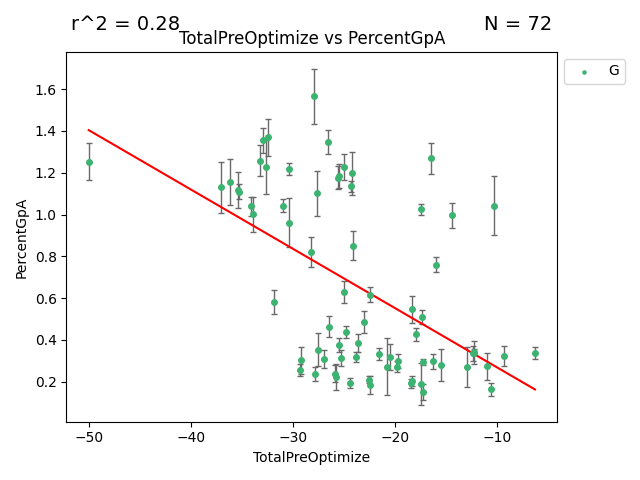 r^2 = 0.28
N = 72
TotalPreOptimize vs PercentGpA
G
1.6
1.4
1.2
1.0
0.8
0.6
0.4
0.2
PercentGpA
−50
−40
−30
−20
−10
TotalPreOptimize